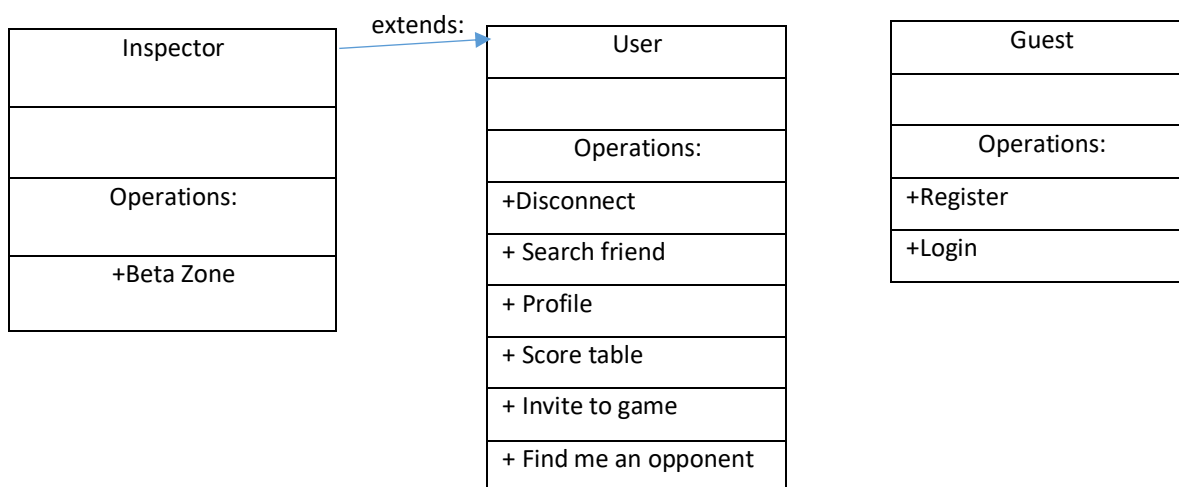 Inspector
Operations:
+Beta Zone
extends:
User
Operations:
+Disconnect
+ Search friend
+ Profile
+ Score table
+ Invite to game
+ Find me an opponent
Guest
Operations:
+Register
+Login